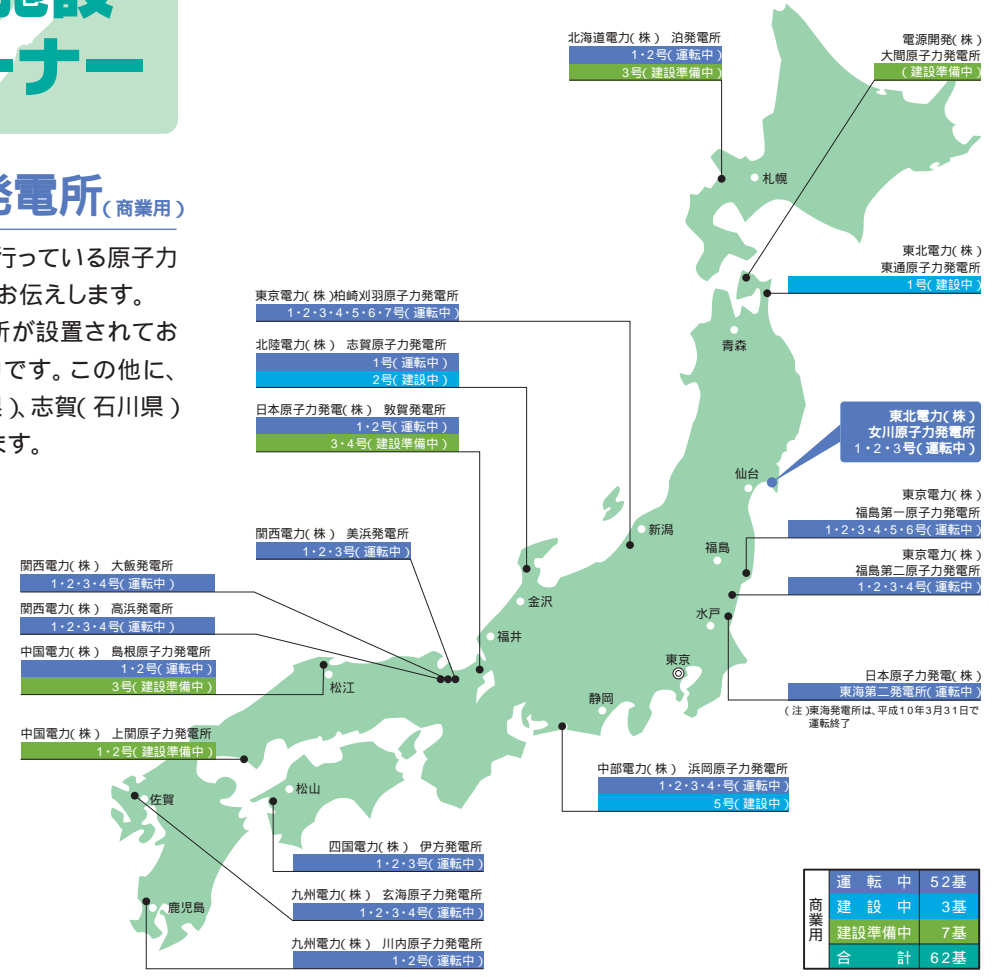 施設
ーナー
発電所(商業用)
行っている原子力
お伝えします。
所が設置されてお
です。この他に、
)、志賀(石川県)
ます。
北海道電力(株) 泊発電所
1・2号(運転中)
3号(建設準備中)
電源開発(株)
大間原子力発電所
(建設準備中)
札幌
東北電力(株)
東通原子力発電所
1号(建設中)
青森
東京電力(株)柏崎刈羽原子力発電所
1・2・3・4・5・6・7号(運転中)
北陸電力(株) 志賀原子力発電所
1号(運転中)
2号(建設中)
日本原子力発電(株) 敦賀発電所
1・2号(運転中)
3・4号(建設準備中)
東北電力(株)
女川原子力発電所
1・2・3号(運転中)
仙台
東京電力(株)
福島第一原子力発電所
1・2・3・4・5・6号(運転中)
新潟
福島
東京電力(株)
福島第二原子力発電所
1・2・3・4号(運転中)
関西電力(株) 美浜発電所
1・2・3号(運転中)
関西電力(株) 大飯発電所
1・2・3・4号(運転中)
関西電力(株) 高浜発電所
1・2・3・4号(運転中)
中国電力(株) 島根原子力発電所
1・2号(運転中)
3号(建設準備中)
金沢
福井
水戸
東京
松江
静岡
日本原子力発電(株)
東海第二発電所(運転中)
(注)東海発電所は、平成10年3月31日で
運転終了
中国電力(株) 上関原子力発電所
1・2号(建設準備中)
中部電力(株) 浜岡原子力発電所
1・2・3・4・号(運転中)
5号(建設中)
松山
佐賀
四国電力(株) 伊方発電所
1・2・3号(運転中)
九州電力(株) 玄海原子力発電所
1・2・3・4号(運転中)
鹿児島
九州電力(株) 川内原子力発電所
1・2号(運転中)
商業用
運転中 52基
建設中 3基
建設準備中 7基
合計 62基